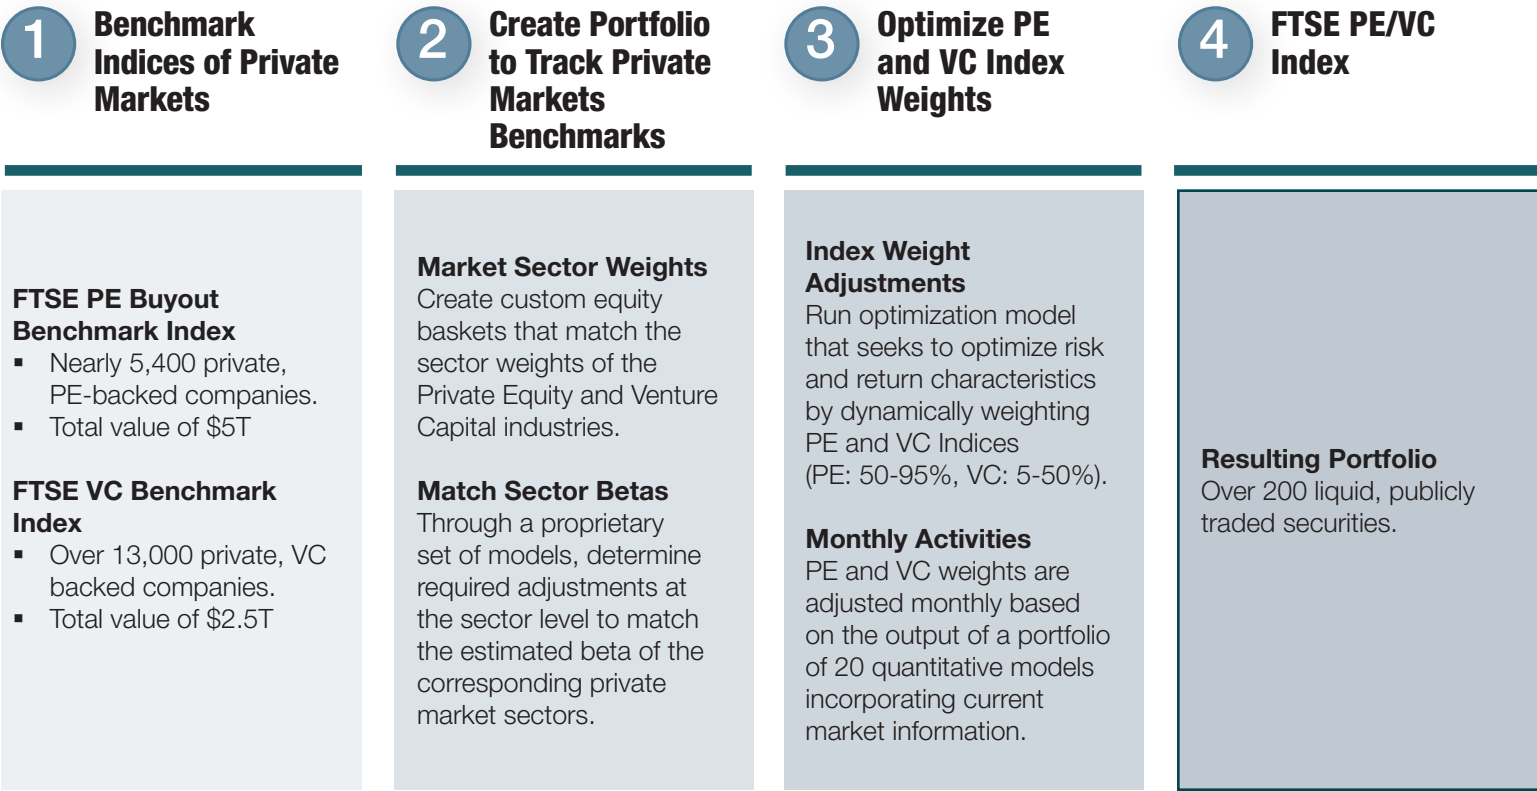 1
Benchmark
Indices of Private
Markets
FTSE PE Buyout
Benchmark Index
▪ Nearly 5,400 private,
PE-backed companies.
▪ Total value of $5T
FTSE VC Benchmark
Index
▪ Over 13,000 private, VC
backed companies.
▪ Total value of $2.5T
2
Create Portfolio
to Track Private
Markets
Benchmarks
Market Sector Weights
Create custom equity
baskets that match the
sector weights of the
Private Equity and Venture
Capital industries.
Match Sector Betas
Through a proprietary
set of models, determine
required adjustments at
the sector level to match
the estimated beta of the
corresponding private
market sectors.
3
Optimize PE
and VC Index
Weights
Index Weight
Adjustments
Run optimization model
that seeks to optimize risk
and return characteristics
by dynamically weighting
PE and VC Indices
(PE: 50-95%, VC: 5-50%).
Monthly Activities
PE and VC weights are
adjusted monthly based
on the output of a portfolio
of 20 quantitative models
incorporating current
market information.
4
FTSE PE/VC
Index
Resulting Portfolio
Over 200 liquid, publicly
traded securities.